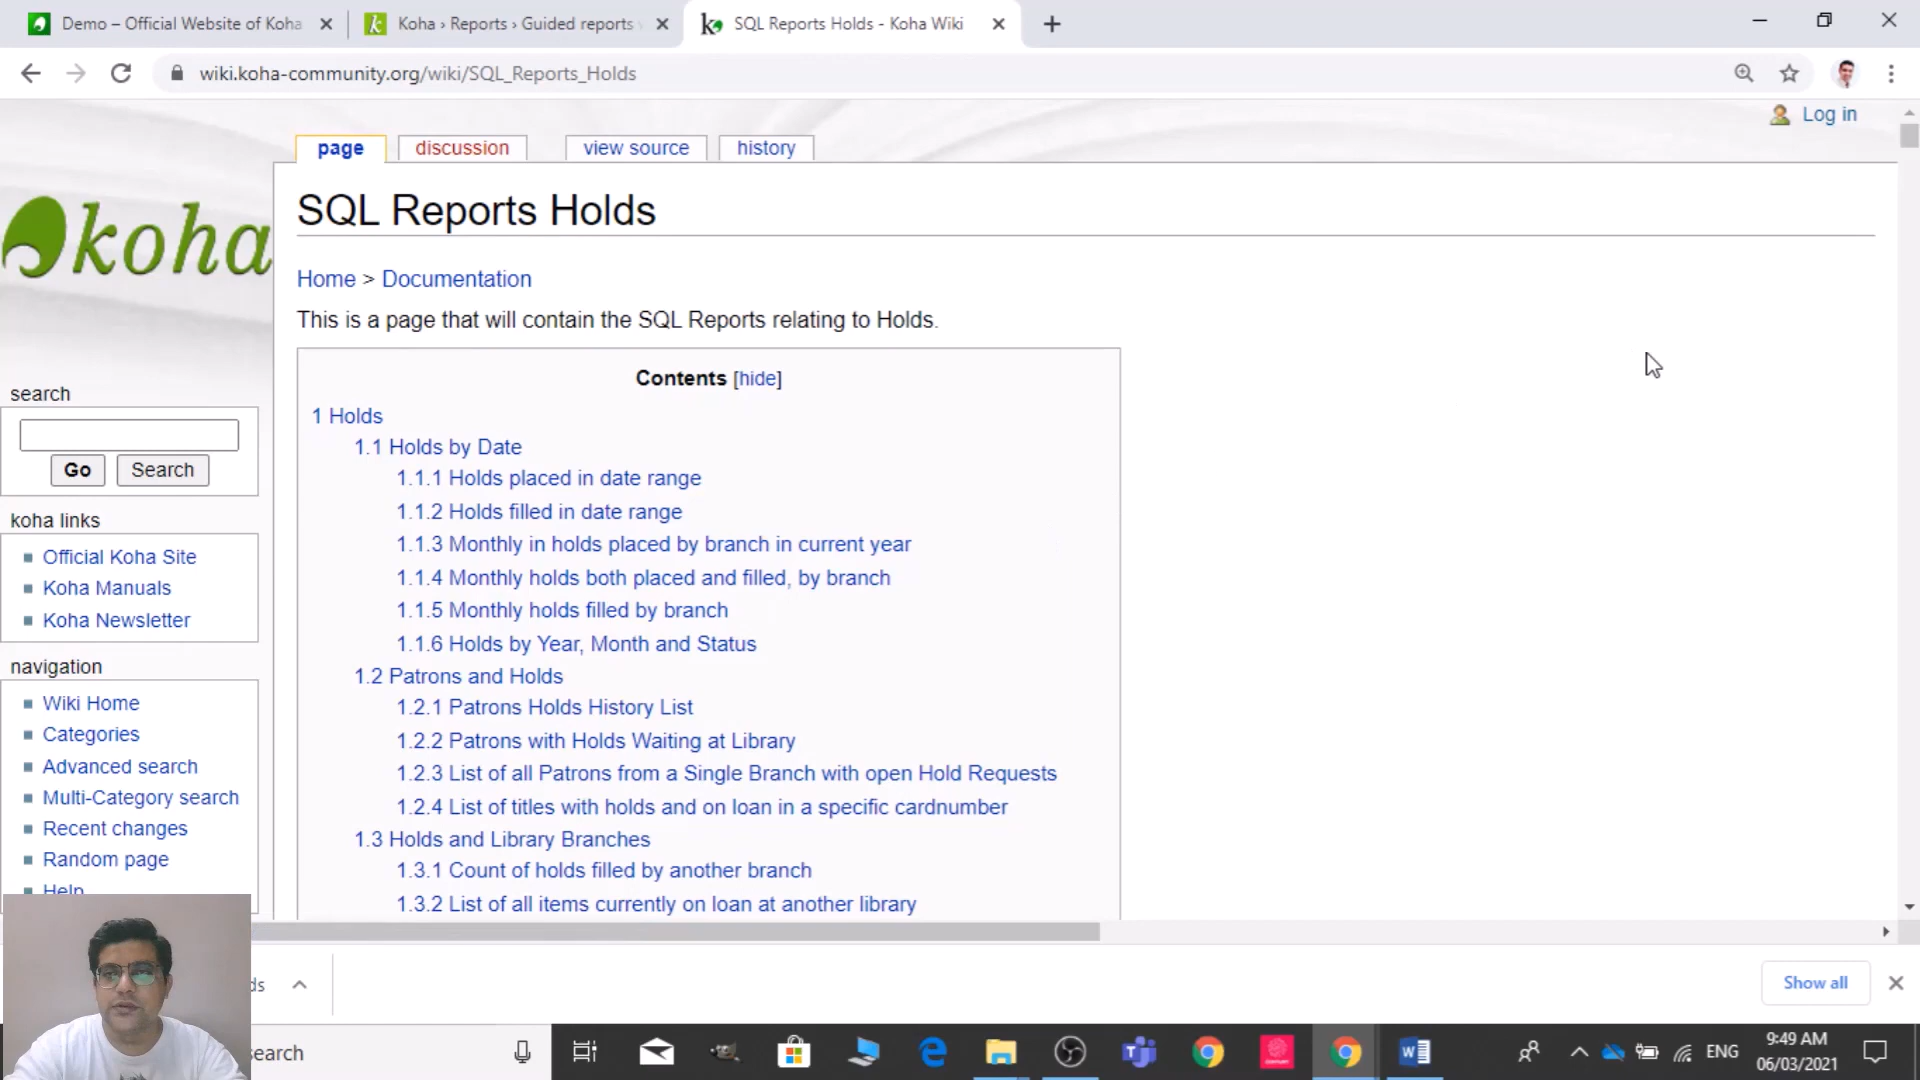 Demo – Official Website of Koha
Koha › Reports › Guided reports
SQL Reports Holds - Koha Wiki
wiki.koha-community.org/wiki/SQL_Reports_Holds
Log in
page
discussion
view source
history
koha
SQL Reports Holds
Home > Documentation
This is a page that will contain the SQL Reports relating to Holds.
Contents [hide]
1 Holds
1.1 Holds by Date
1.1.1 Holds placed in date range
1.1.2 Holds filled in date range
1.1.3 Monthly in holds placed by branch in current year
1.1.4 Monthly holds both placed and filled, by branch
1.1.5 Monthly holds filled by branch
1.1.6 Holds by Year, Month and Status
1.2 Patrons and Holds
1.2.1 Patrons Holds History List
1.2.2 Patrons with Holds Waiting at Library
1.2.3 List of all Patrons from a Single Branch with open Hold Requests
1.2.4 List of titles with holds and on loan in a specific cardnumber
1.3 Holds and Library Branches
1.3.1 Count of holds filled by another branch
1.3.2 List of all items currently on loan at another library
search
Go
Search
koha links
Official Koha Site
Koha Manuals
Koha Newsletter
navigation
Wiki Home
Categories
Advanced search
Multi-Category search
Recent changes
Random page
Help
ds
Show all
search
ENG
9:49 AM
06/03/2021